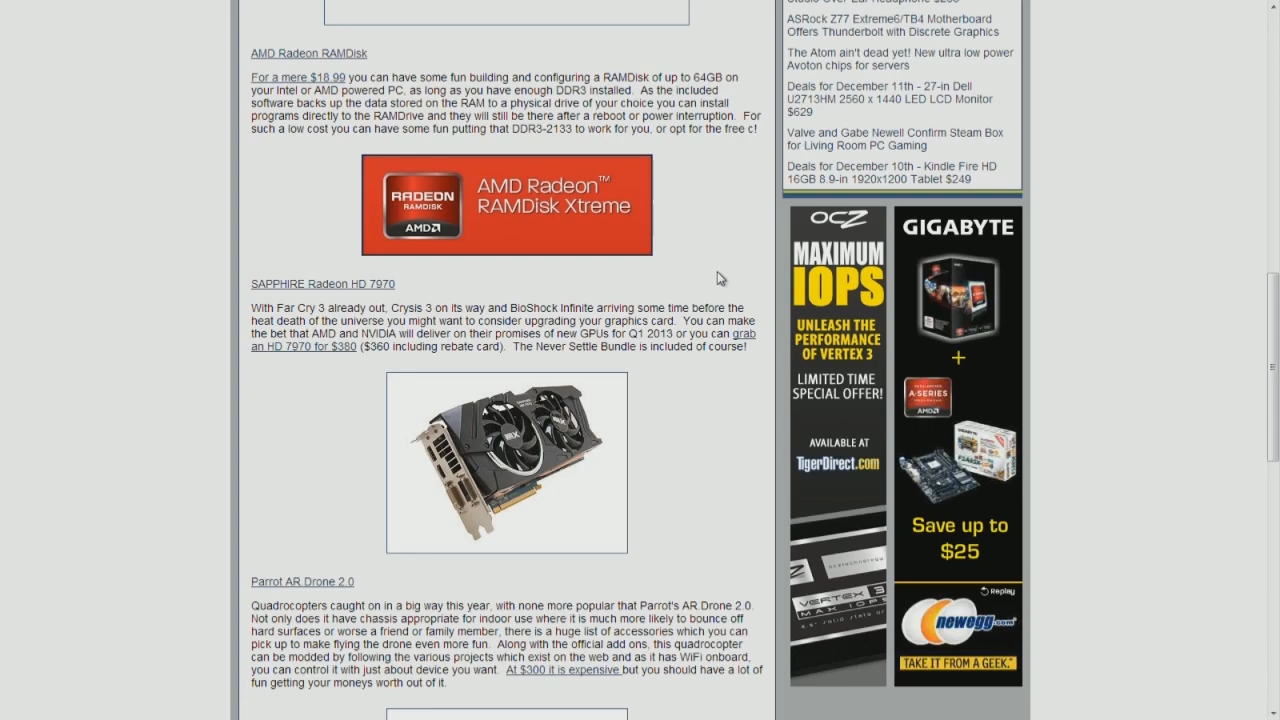 AMD Radeon RAMDisk
For a mere $18.99 you can have some fun building and configuring a RAMDisk of up to 64GB on
your Intel or AMD powered PC, as long as you have enough DDR3 installed.  As the included
software backs up the data stored on the RAM to a physical drive of your choice you can install
programs directly to the RAMDrive and they will still be there after a reboot or power interruption.  For
such a low cost you can have some fun putting that DDR3-2133 to work for you, or opt for the free c!
RADEON
RAMDISK
AMD
AMD Radeon™
RAMDisk Xtreme
SAPPHIRE Radeon HD 7970
With Far Cry 3 already out, Crysis 3 on its way and BioShock Infinite arriving some time before the
heat death of the universe you might want to consider upgrading your graphics card.  You can make
the bet that AMD and NVIDIA will deliver on their promises of new GPUs for Q1 2013 or you can grab
an HD 7970 for $380 ($360 including rebate card).  The Never Settle Bundle is included of course!
Parrot AR Drone 2.0
Quadrocopters caught on in a big way this year, with none more popular that Parrot's AR.Drone 2.0.
Not only does it have chassis appropriate for indoor use where it is much more likely to bounce off
hard surfaces or worse a friend or family member, there is a huge list of accessories which you can
pick up to make flying the drone even more fun.  Along with the official add ons, this quadrocopter
can be modded by following the various projects which exist on the web and as it has WiFi onboard,
you can control it with just about device you want.  At $300 it is expensive but you should have a lot of
fun getting your moneys worth out of it.
Studio Over Ear Headphone $265
ASRock Z77 Extreme6/TB4 Motherboard
Offers Thunderbolt with Discrete Graphics
The Atom ain't dead yet! New ultra low power
Avoton chips for servers
Deals for December 11th - 27-in Dell
U2713HM 2560 x 1440 LED LCD Monitor
$629
Valve and Gabe Newell Confirm Steam Box
for Living Room PC Gaming
Deals for December 10th - Kindle Fire HD
16GB 8.9-in 1920x1200 Tablet $249
OCZ
MAXIMUM
IOPS
UNLEASH THE
PERFORMANCE
OF VERTEX 3
LIMITED TIME
SPECIAL OFFER!
AVAILABLE AT
TigerDirect.com
VERTEX 3
MAX IOPS
GIGABYTE
+
A-SERIES
AMD
GIGABYTE
Save up to
$25
Replay
newegg.com
TAKE IT FROM A GEEK.